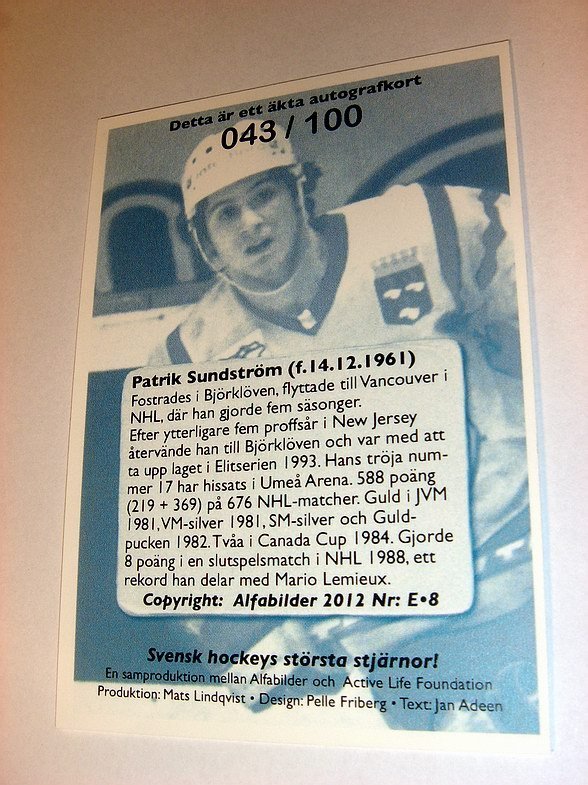 Detta är ett äkta autografkort
043 / 100
Patrik Sundström (f.14.12.1961)
Fostrades i Björklöven, flyttade till Vancouver i
NHL, där han gjorde fem säsonger.
Efter ytterligare fem proffsår i New Jersey
återvände han till Björklöven och var med att
ta upp laget i Elitserien 1993. Hans tröja num-
mer 17 har hissats i Umeå Arena. 588 poäng
(219 + 369) på 676 NHL-matcher. Guld i JVM
1981, VM-silver 1981, SM-silver och Guld-
pucken 1982. Tvåa i Canada Cup 1984. Gjorde
8 poäng i en slutspelsmatch i NHL 1988, ett
rekord han delar med Mario Lemieux.
Copyright: Alfabilder 2012 Nr: E•8
Svensk hockeys största stjärnor!
En samproduktion mellan Alfabilder och Active Life Foundation
Produktion: Mats Lindqvist • Design: Pelle Friberg • Text: Jan Adeen